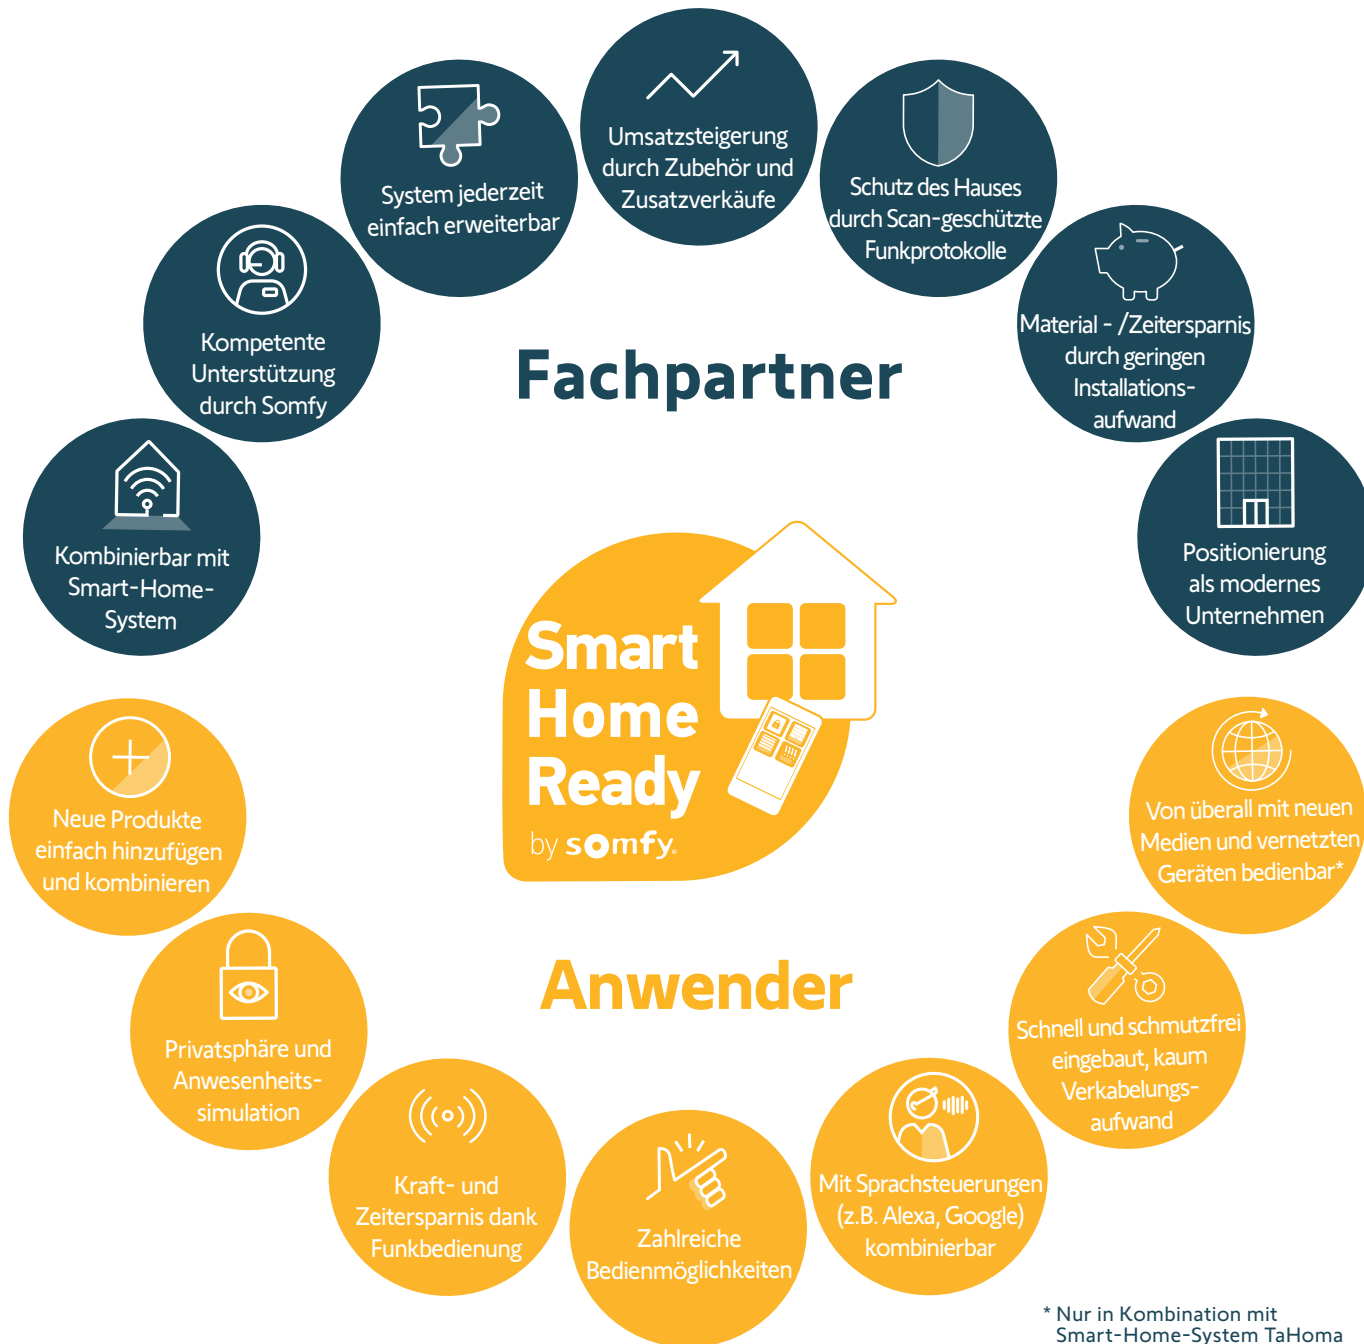 Umsatzsteigerung
durch Zubehör und
Zusatzverkäufe
System jederzeit
einfach erweiterbar
Schutz des Hauses
durch Scan-geschützte
Funkprotokolle
Kompetente
Unterstützung
durch Somfy
Material - /Zeitersparnis
durch geringen
Installations-
aufwand
Fachpartner
Kombinierbar mit
Smart-Home-
System
Positionierung
als modernes
Unternehmen
Smart
Home
Ready
by somfy.
Neue Produkte
einfach hinzufügen
und kombinieren
Von überall mit neuen
Medien und vernetzten
Geräten bedienbar*
Anwender
Privatsphäre und
Anwesenheits-
simulation
Schnell und schmutzfrei
eingebaut, kaum
Verkabelungs-
aufwand
Kraft- und
Zeitersparnis dank
Funkbedienung
Zahlreiche
Bedienmöglichkeiten
Mit Sprachsteuerungen
(z.B. Alexa, Google)
kombinierbar
* Nur in Kombination mit
Smart-Home-System TaHoma